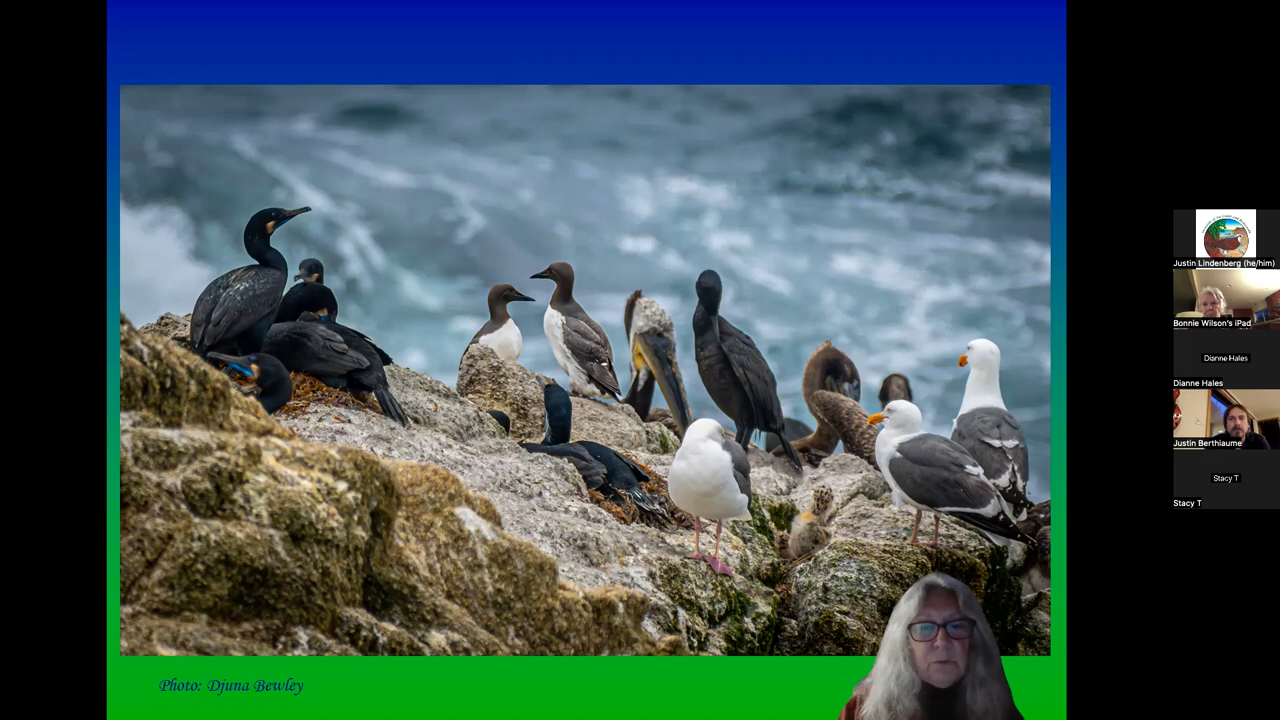 Photo: Djuna Bewley
Justin Lindenberg (he/him)
Bonnie Wilson's iPad
Dianne Hales
Dianne Hales
Justin Berthiaume
Stacy T
Stacy T